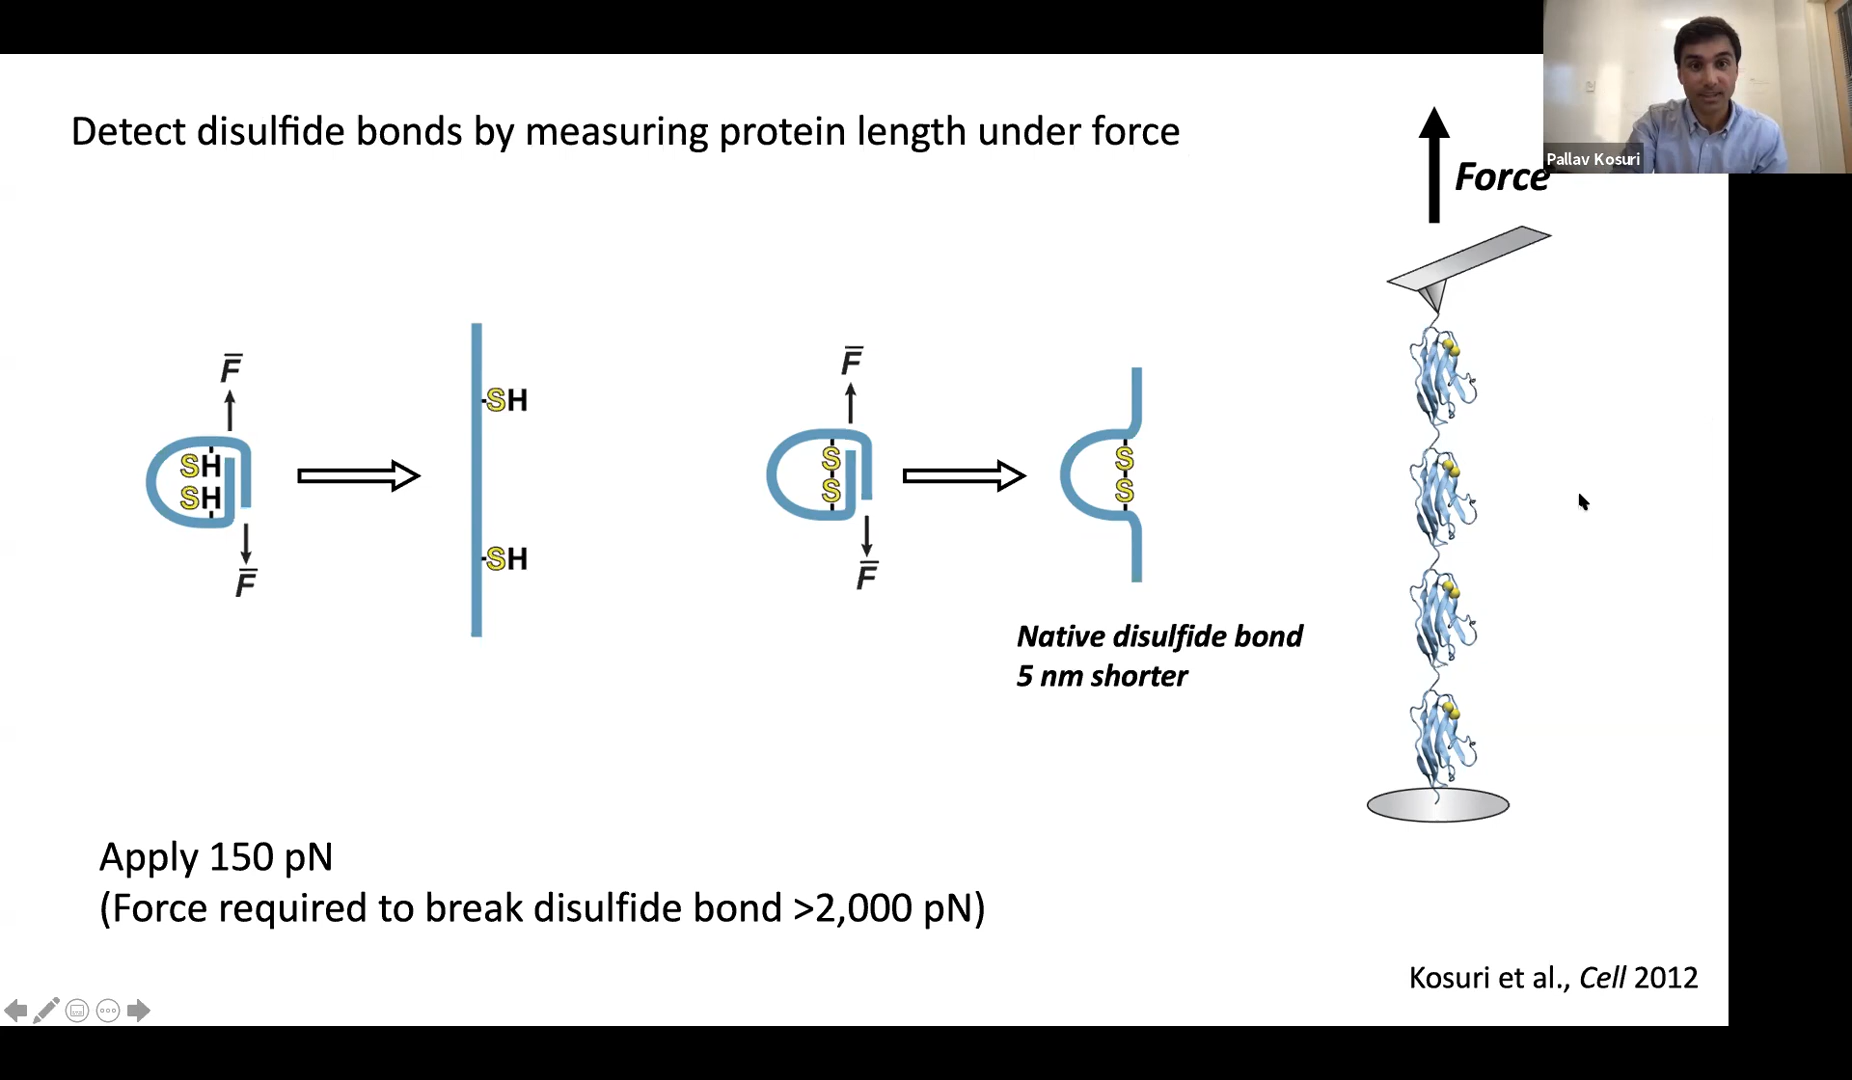 Detect disulfide bonds by measuring protein length under force
Force
Pallav Kosuri
F
SH
SH
F
SH
SH
F
S
S
F
S
S
Native disulfide bond
5 nm shorter
Apply 150 pN
(Force required to break disulfide bond >2,000 pN)
Kosuri et al., Cell 2012